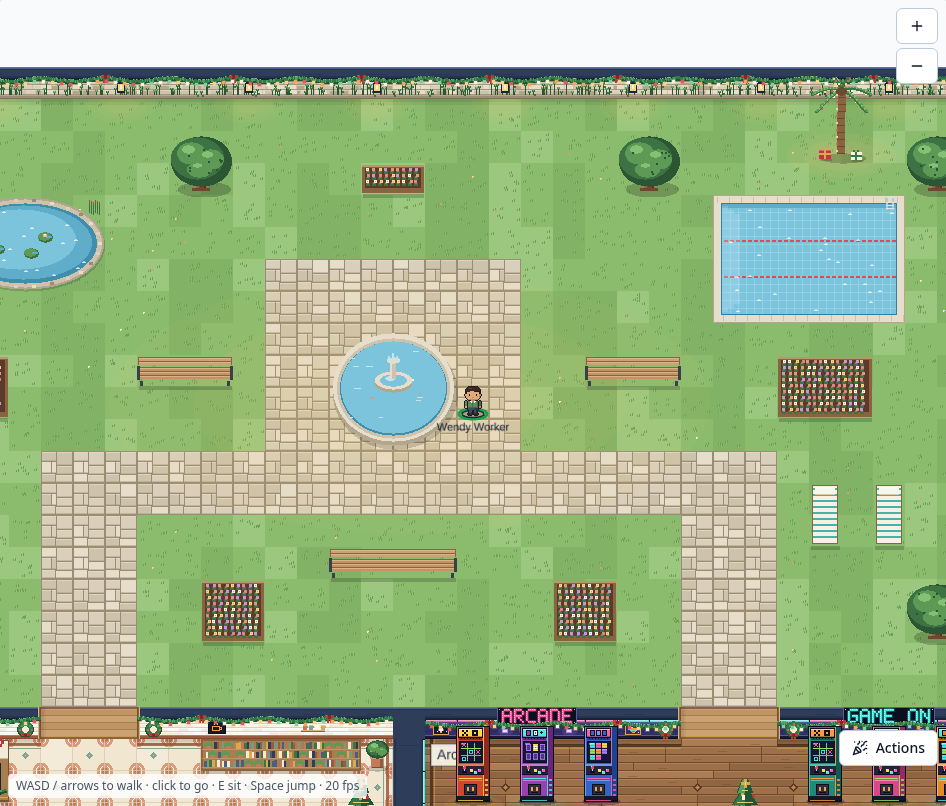 +
−
Wendy Worker
ARCADE
GAME ON
Actions
WASD / arrows to walk · click to go · E sit · Space jump · 20 fps